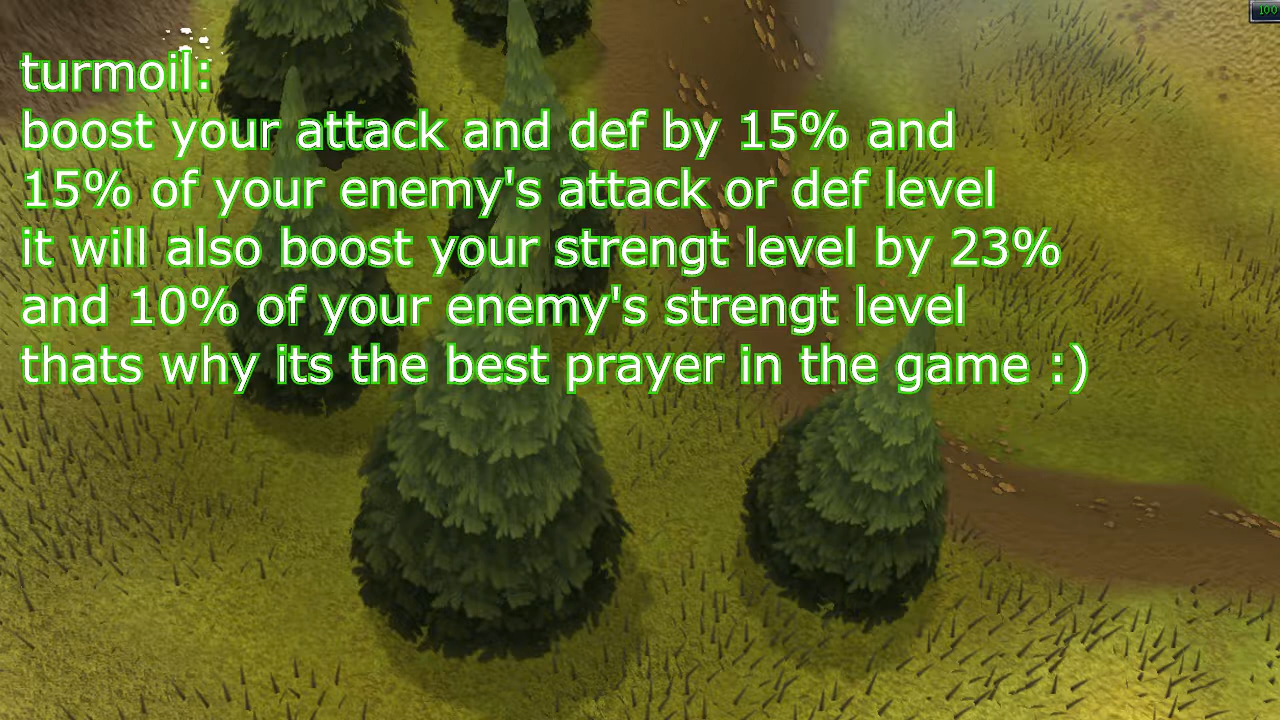 turmoil:
boost your attack and def by 15% and
15% of your enemy's attack or def level
it will also boost your strengt level by 23%
and 10% of your enemy's strengt level
thats why its the best prayer in the game :)
100